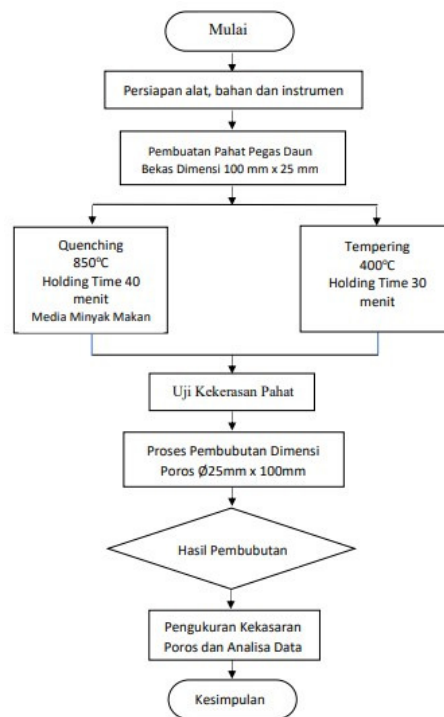 Mulai
Persiapan alat, bahan dan instrumen
Pembuatan Pahat Pegas Daun
Bekas Dimensi 100 mm x 25 mm
Quenching
850°C
Holding Time 40
menit
Media Minyak Makan
Tempering
400°C
Holding Time 30
menit
Uji Kekerasan Pahat
Proses Pembubutan Dimensi
Poros Ø25mm x 100mm
Hasil Pembubutan
Pengukuran Kekasaran
Poros dan Analisa Data
Kesimpulan